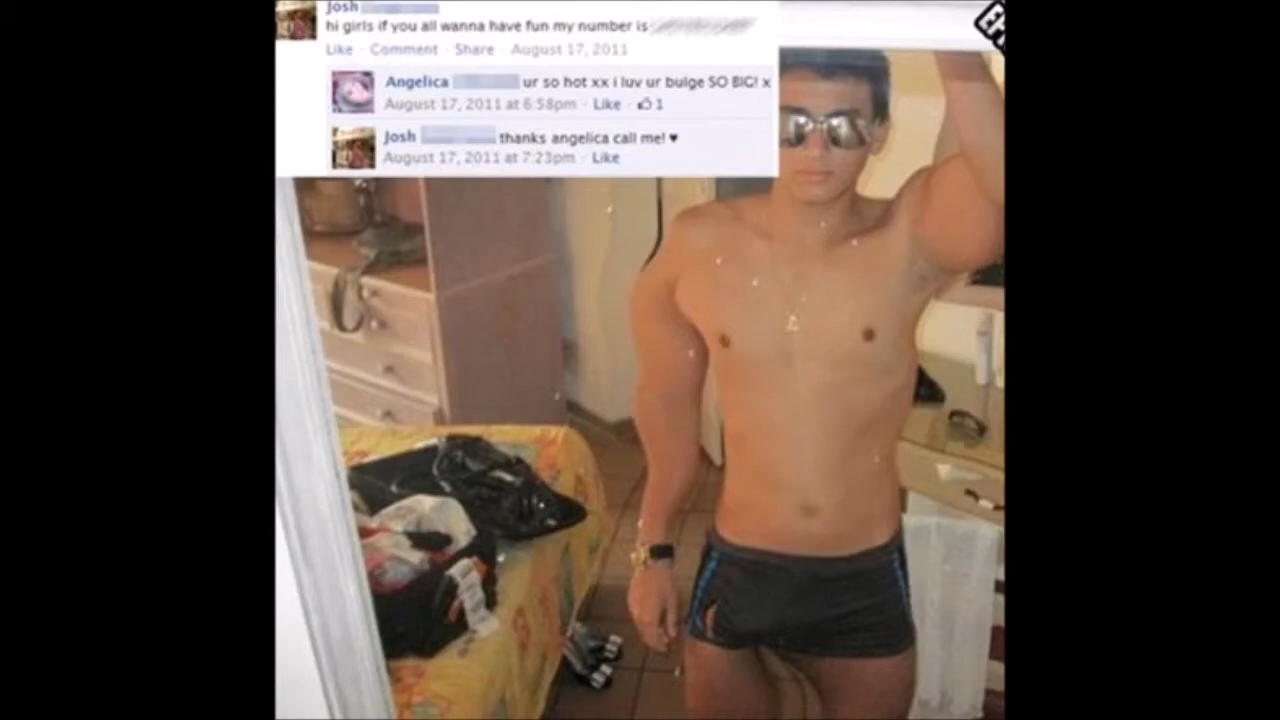 Josh
hi girls if you all wanna have fun my number is
Like · Comment · Share · August 17, 2011
Angelica ur so hot xx i luv ur bulge SO BIG! x
August 17, 2011 at 6:58pm · Like · 1
Josh thanks angelica call me! ♥
August 17, 2011 at 7:23pm · Like